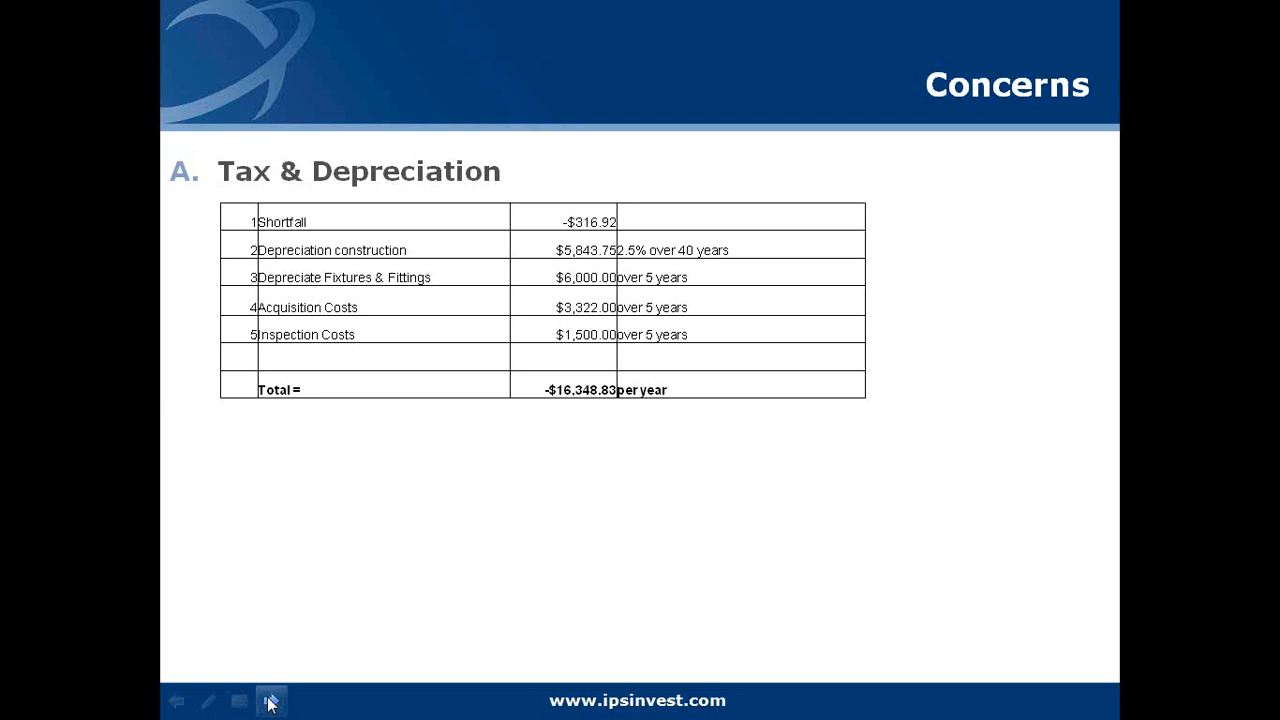 Concerns
A. Tax & Depreciation
1 Shortfall -$316.92
2 Depreciation construction $5,843.75 2.5% over 40 years
3 Depreciate Fixtures & Fittings $6,000.00 over 5 years
4 Acquisition Costs $3,322.00 over 5 years
5 Inspection Costs $1,500.00 over 5 years
Total = -$16,348.83 per year
www.ipsinvest.com